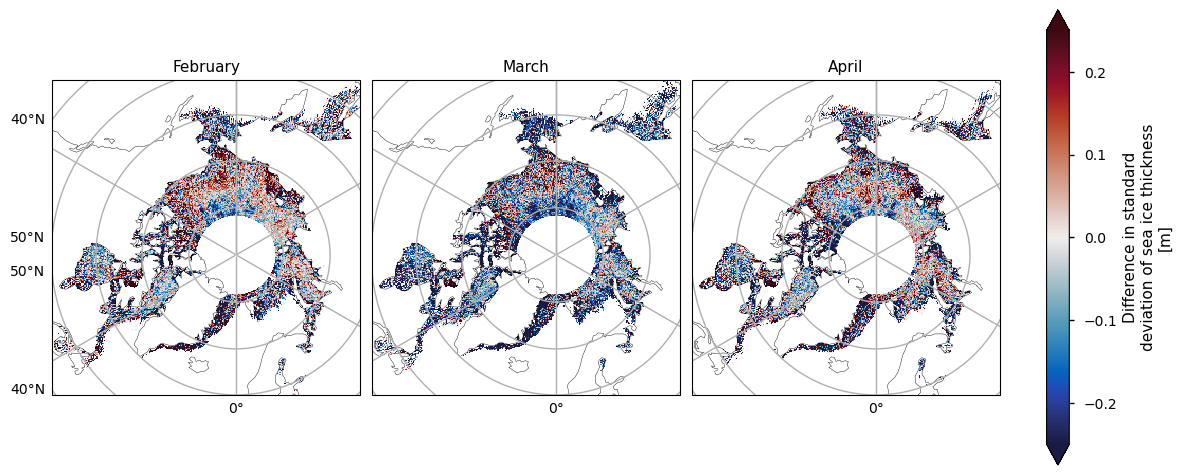 February
March
April
40°N
50°N
50°N
40°N
0°
0°
0°
0.2
0.1
0.0
−0.1
−0.2
Difference in standard
deviation of sea ice thickness
[m]